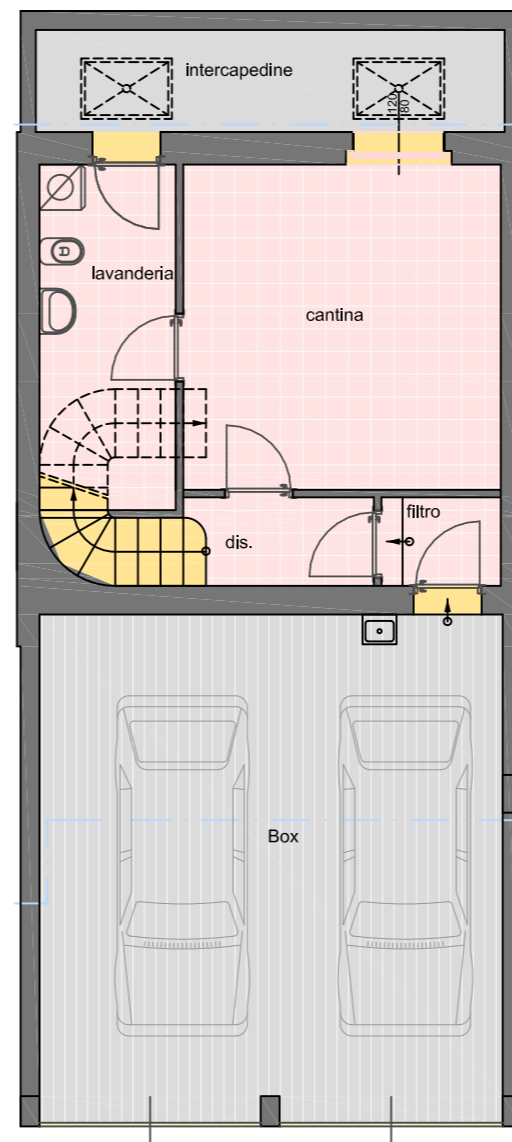 intercapedine
120
80
lavanderia
cantina
filtro
dis.
Box